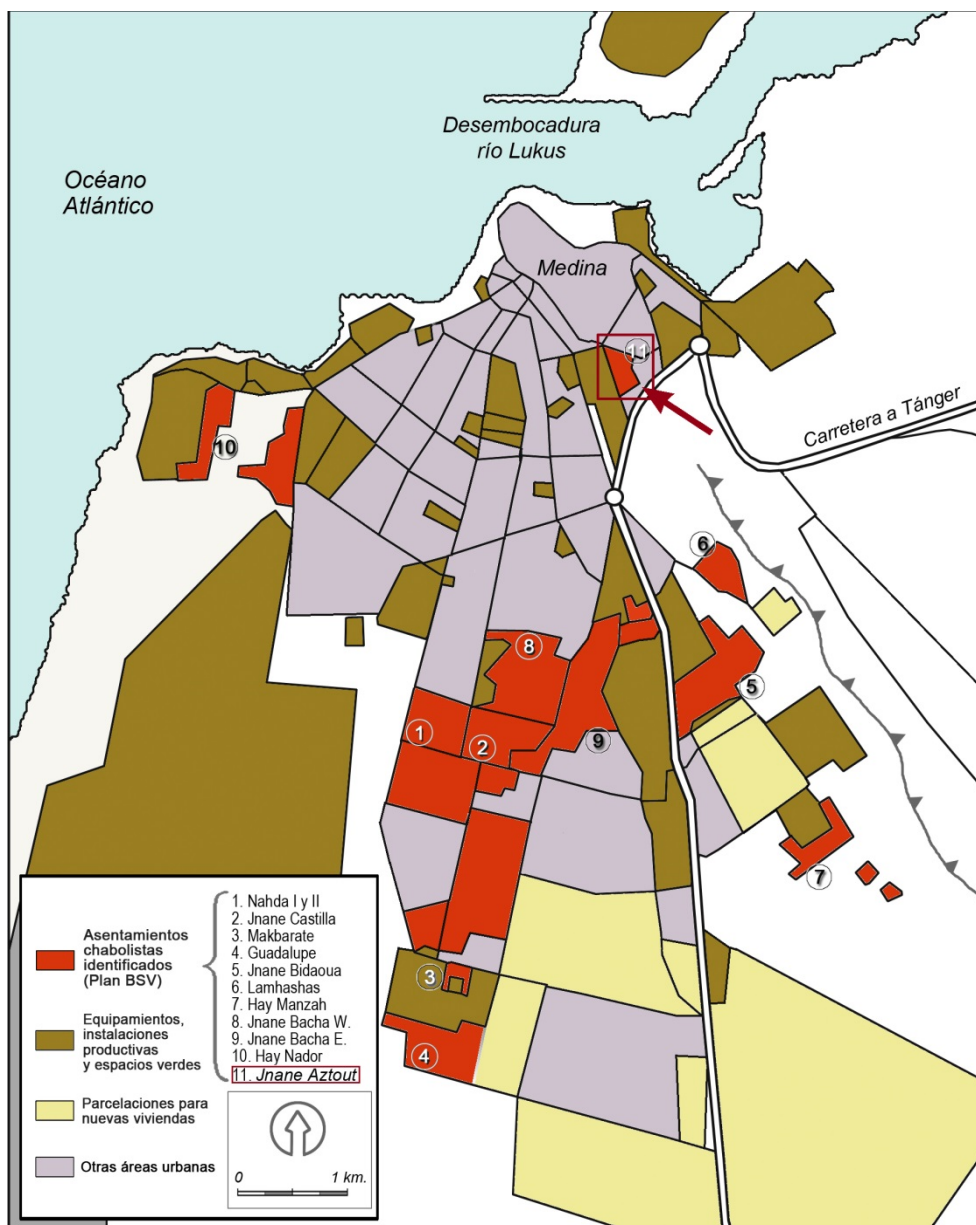 Desembocadura
río Lukus
Océano
Atlántico
Medina
11
Carretera a Tánger
10
6
8
5
1
2
9
7
3
4
Asentamientos
chabolistas
identificados
(Plan BSV)
Equipamientos,
instalaciones
productivas
y espacios verdes
Parcelaciones para
nuevas viviendas
Otras áreas urbanas
1. Nahda I y II
2. Jnane Castilla
3. Makbarate
4. Guadalupe
5. Jnane Bidaoua
6. Lamhashas
7. Hay Manzah
8. Jnane Bacha W.
9. Jnane Bacha E.
10. Hay Nador
11. Jnane Aztout
0 1 km.